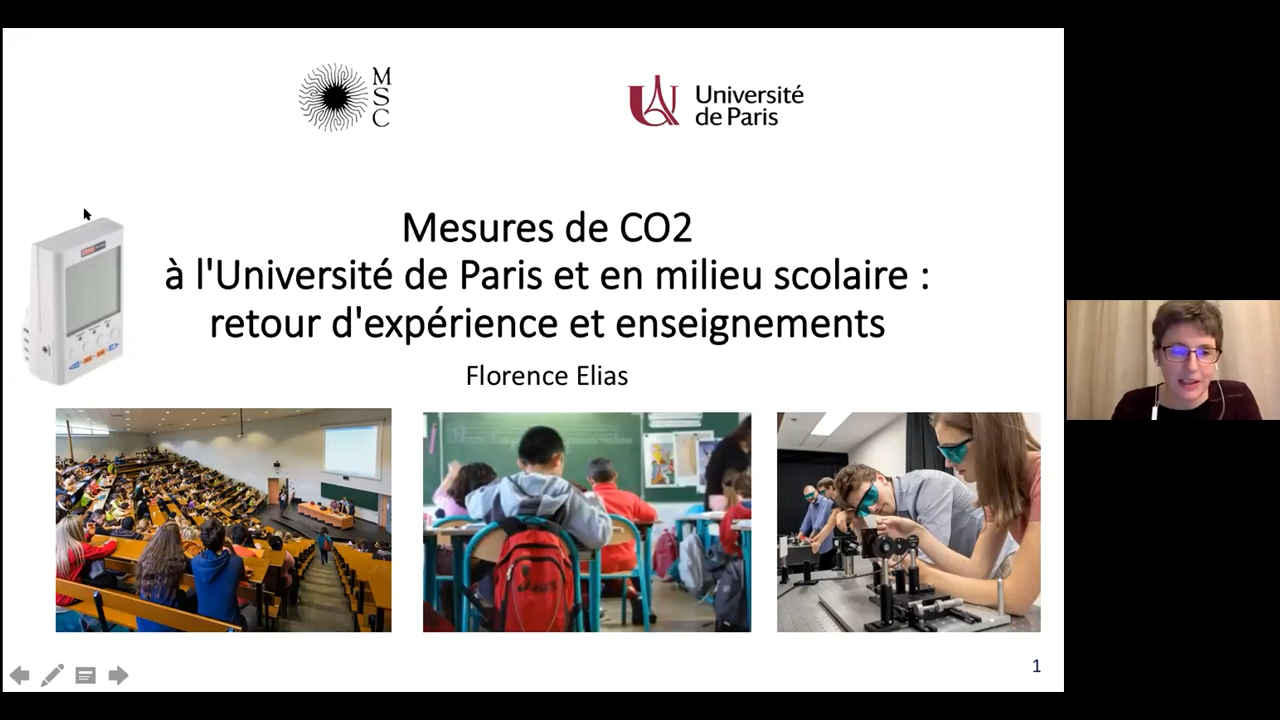 M
S
C
Université
de Paris
Mesures de CO2
à l'Université de Paris et en milieu scolaire :
retour d'expérience et enseignements
Florence Elias
1